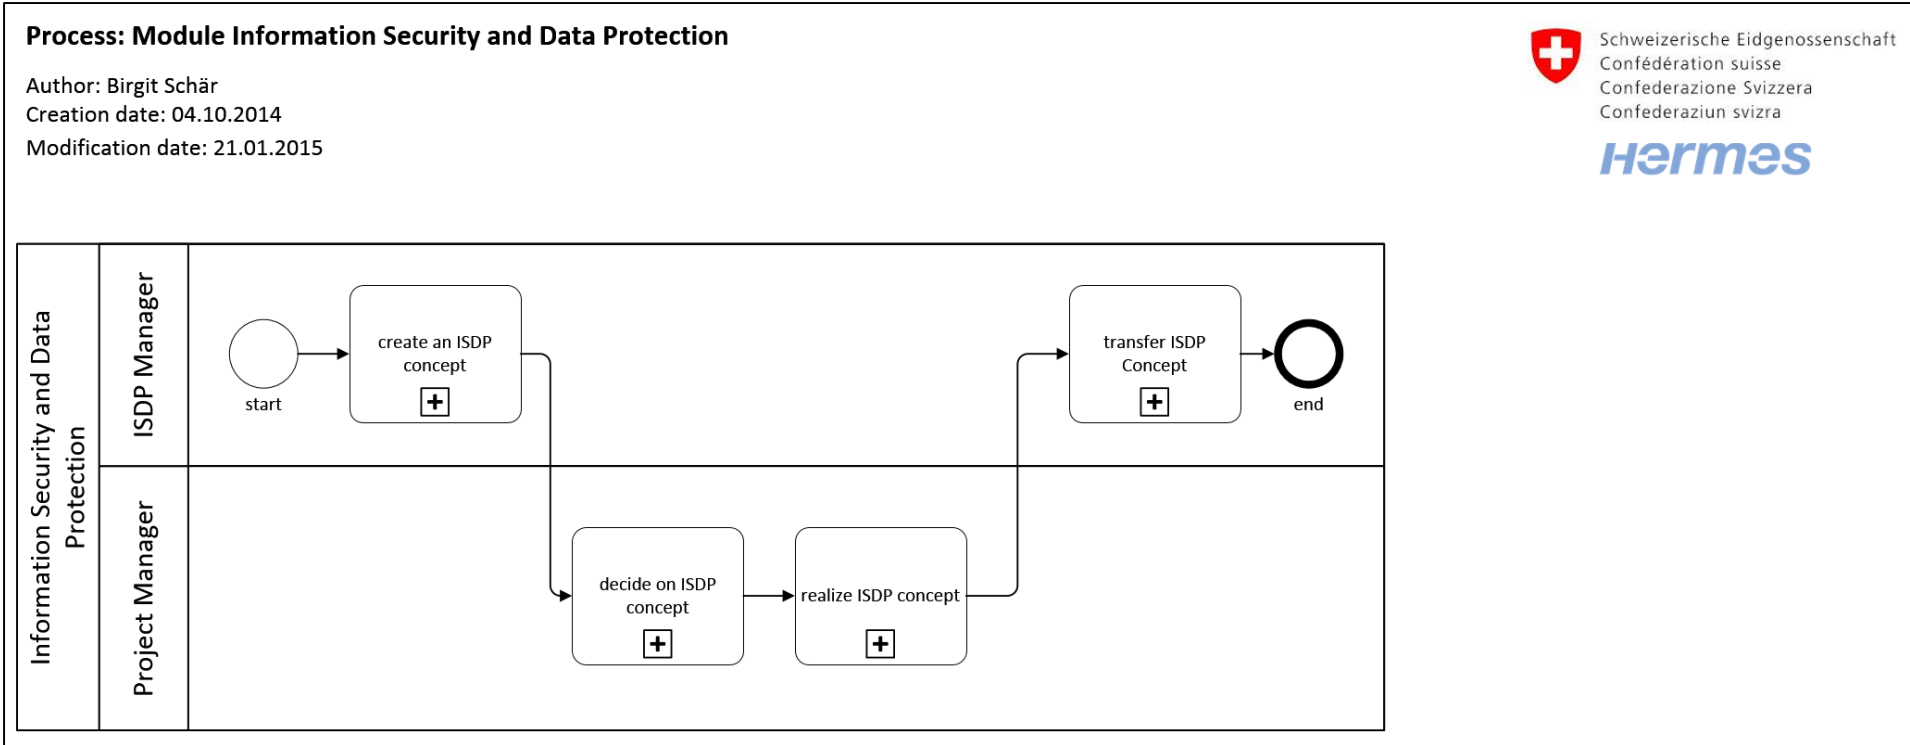 Process: Module Information Security and Data Protection
Author: Birgit Schär
Creation date: 04.10.2014
Modification date: 21.01.2015
Schweizerische Eidgenossenschaft
Confédération suisse
Confederazione Svizzera
Confederaziun svizra
Hermes
Information Security and Data
Protection
ISDP Manager
start
create an ISDP
concept
transfer ISDP
Concept
end
Project Manager
decide on ISDP
concept
realize ISDP concept